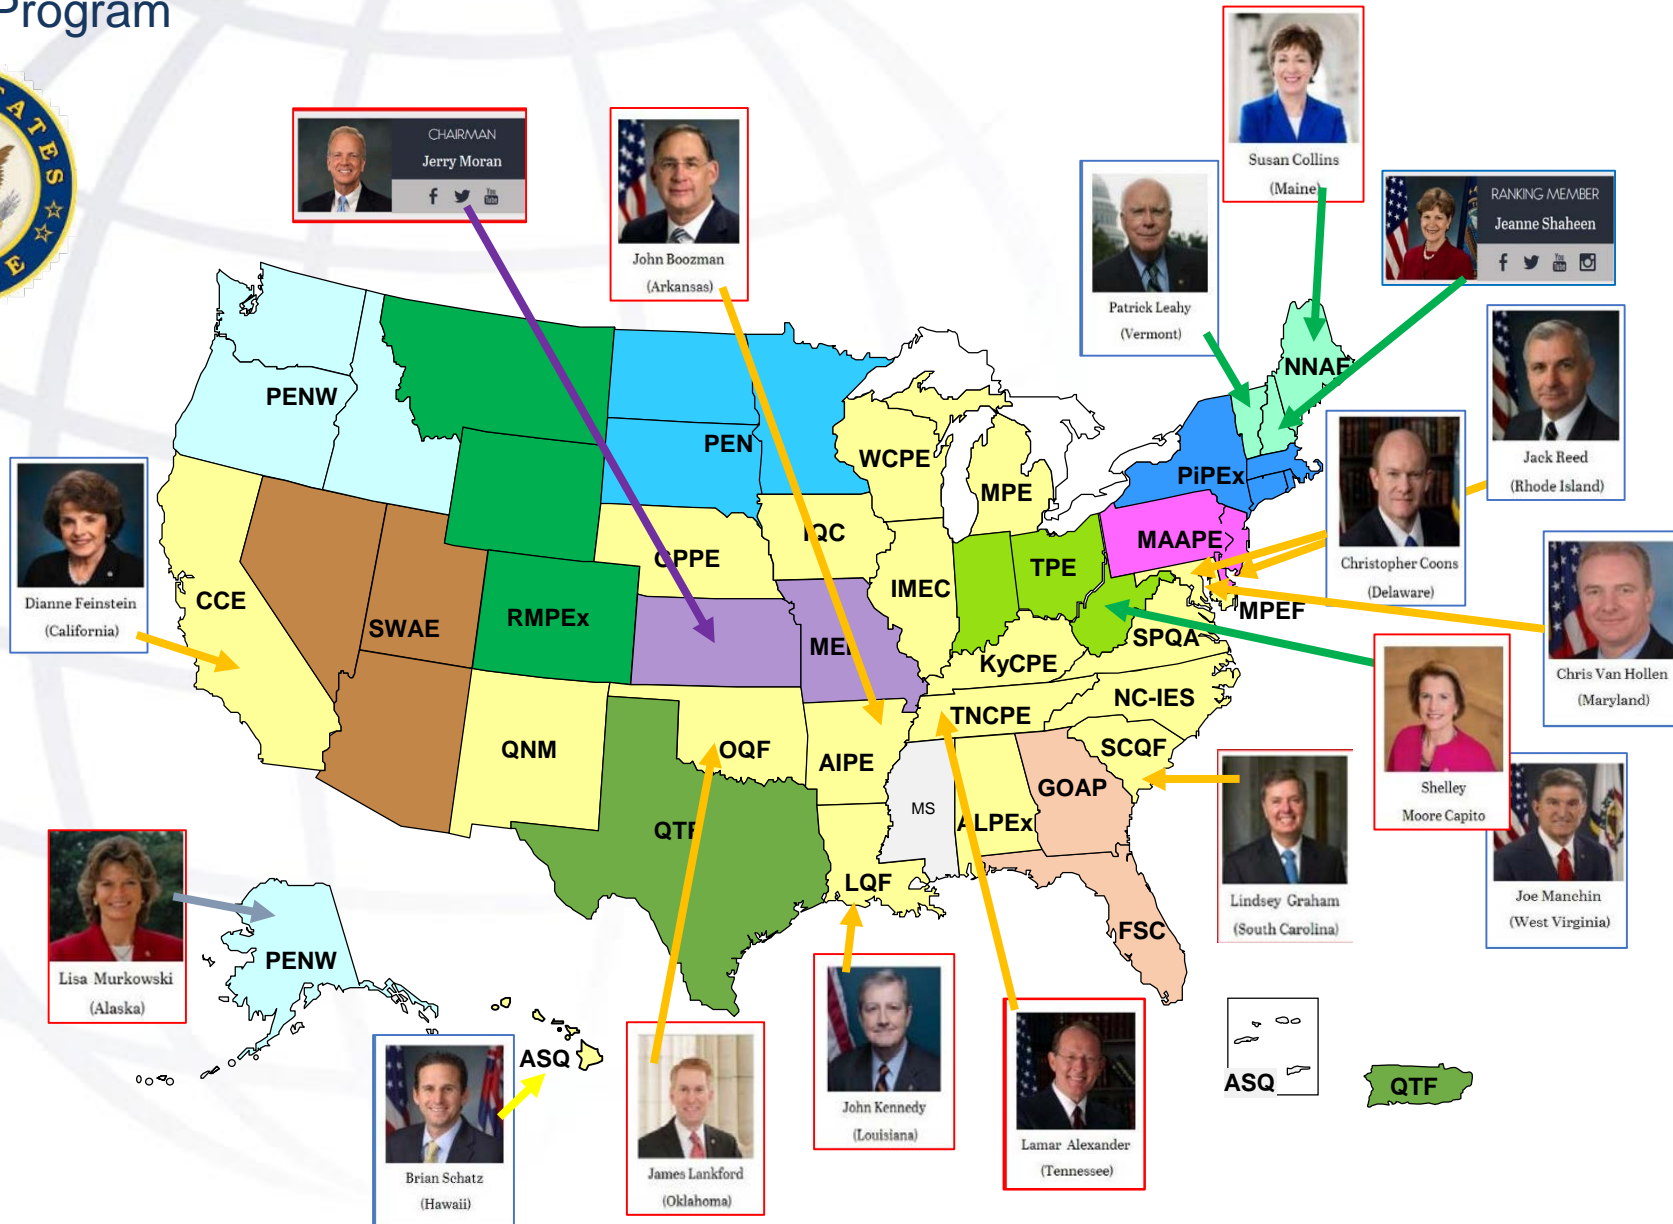 Program
ATES
E
CHAIRMAN
Jerry Moran
John Boozman
(Arkansas)
Susan Collins
(Maine)
Patrick Leahy
(Vermont)
RANKING MEMBER
Jeanne Shaheen
Jack Reed
(Rhode Island)
Christopher Coons
(Delaware)
Chris Van Hollen
(Maryland)
Shelley
Moore Capito
Joe Manchin
(West Virginia)
Lindsey Graham
(South Carolina)
Dianne Feinstein
(California)
Lisa Murkowski
(Alaska)
Brian Schatz
(Hawaii)
James Lankford
(Oklahoma)
John Kennedy
(Louisiana)
Lamar Alexander
(Tennessee)
PENW
PEN
WCPE
MPE
NNAE
PiPEx
MAAPE
MPEF
CCE
SWAE
RMPEx
IQC
IMEC
TPE
SPQA
KyCPE
NC-IES
TNCPE
SCQF
QNM
OQF
AIPE
MS
ALPEx
GOAP
QTF
LQF
FSC
PENW
ASQ
ASQ
QTF